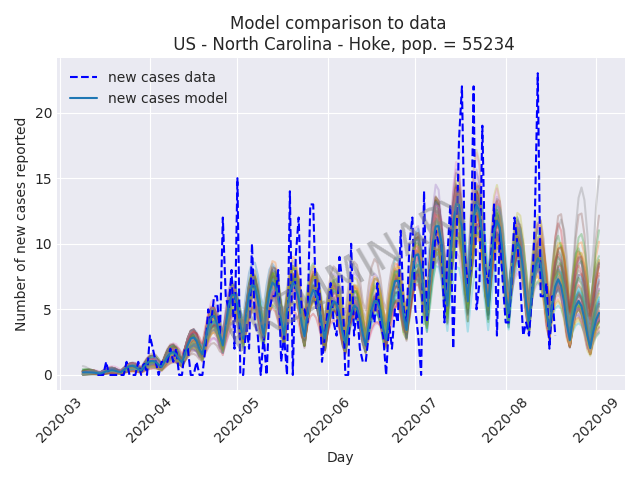 Model comparison to data
US - North Carolina - Hoke, pop. = 55234
new cases data
new cases model
Number of new cases reported
20
15
10
5
0
2020-03
2020-04
2020-05
2020-06
2020-07
2020-08
2020-09
Day